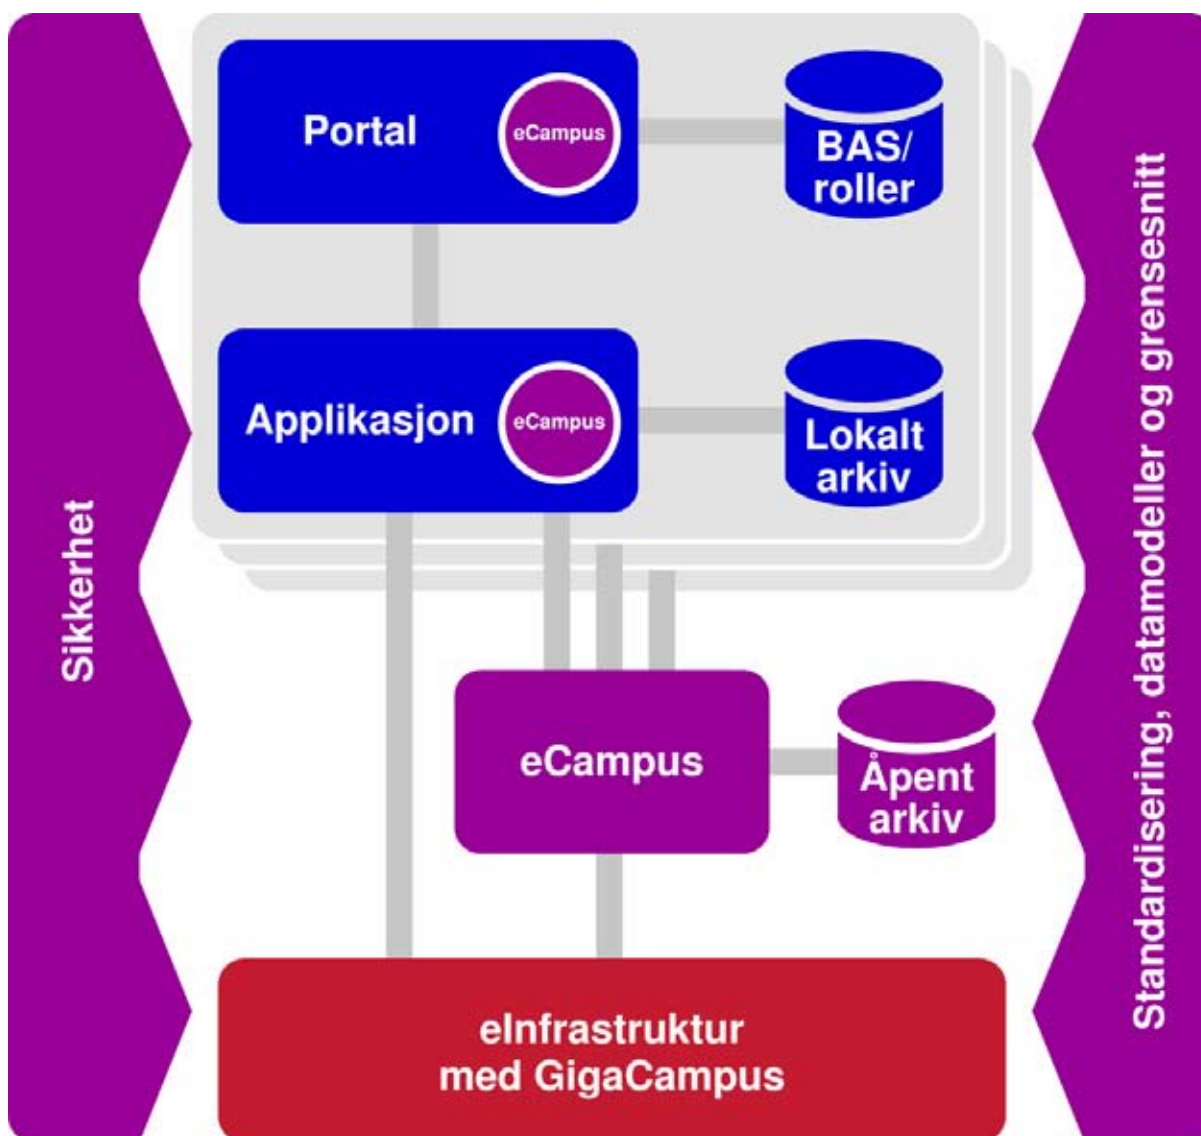 Portal
eCampus
BAS/
roller
Applikasjon
eCampus
Lokalt
arkiv
Sikkerhet
Standardisering, datamodeller og grensesnitt
eCampus
Åpent
arkiv
eInfrastruktur
med GigaCampus